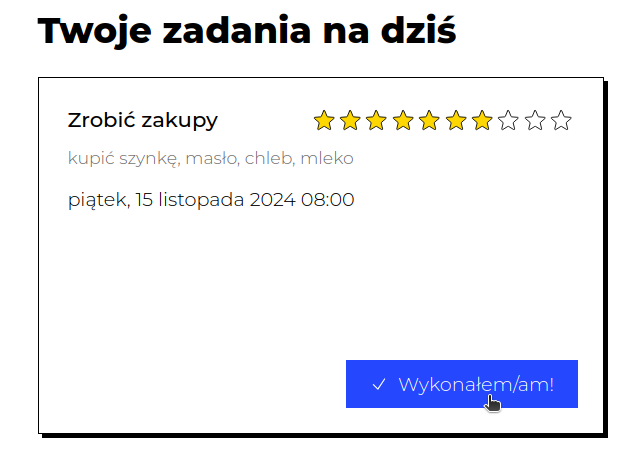 Twoje zadania na dziś
Zrobić zakupy
kupić szynkę, masło, chleb, mleko
piątek, 15 listopada 2024 08:00
Wykonałem/am!